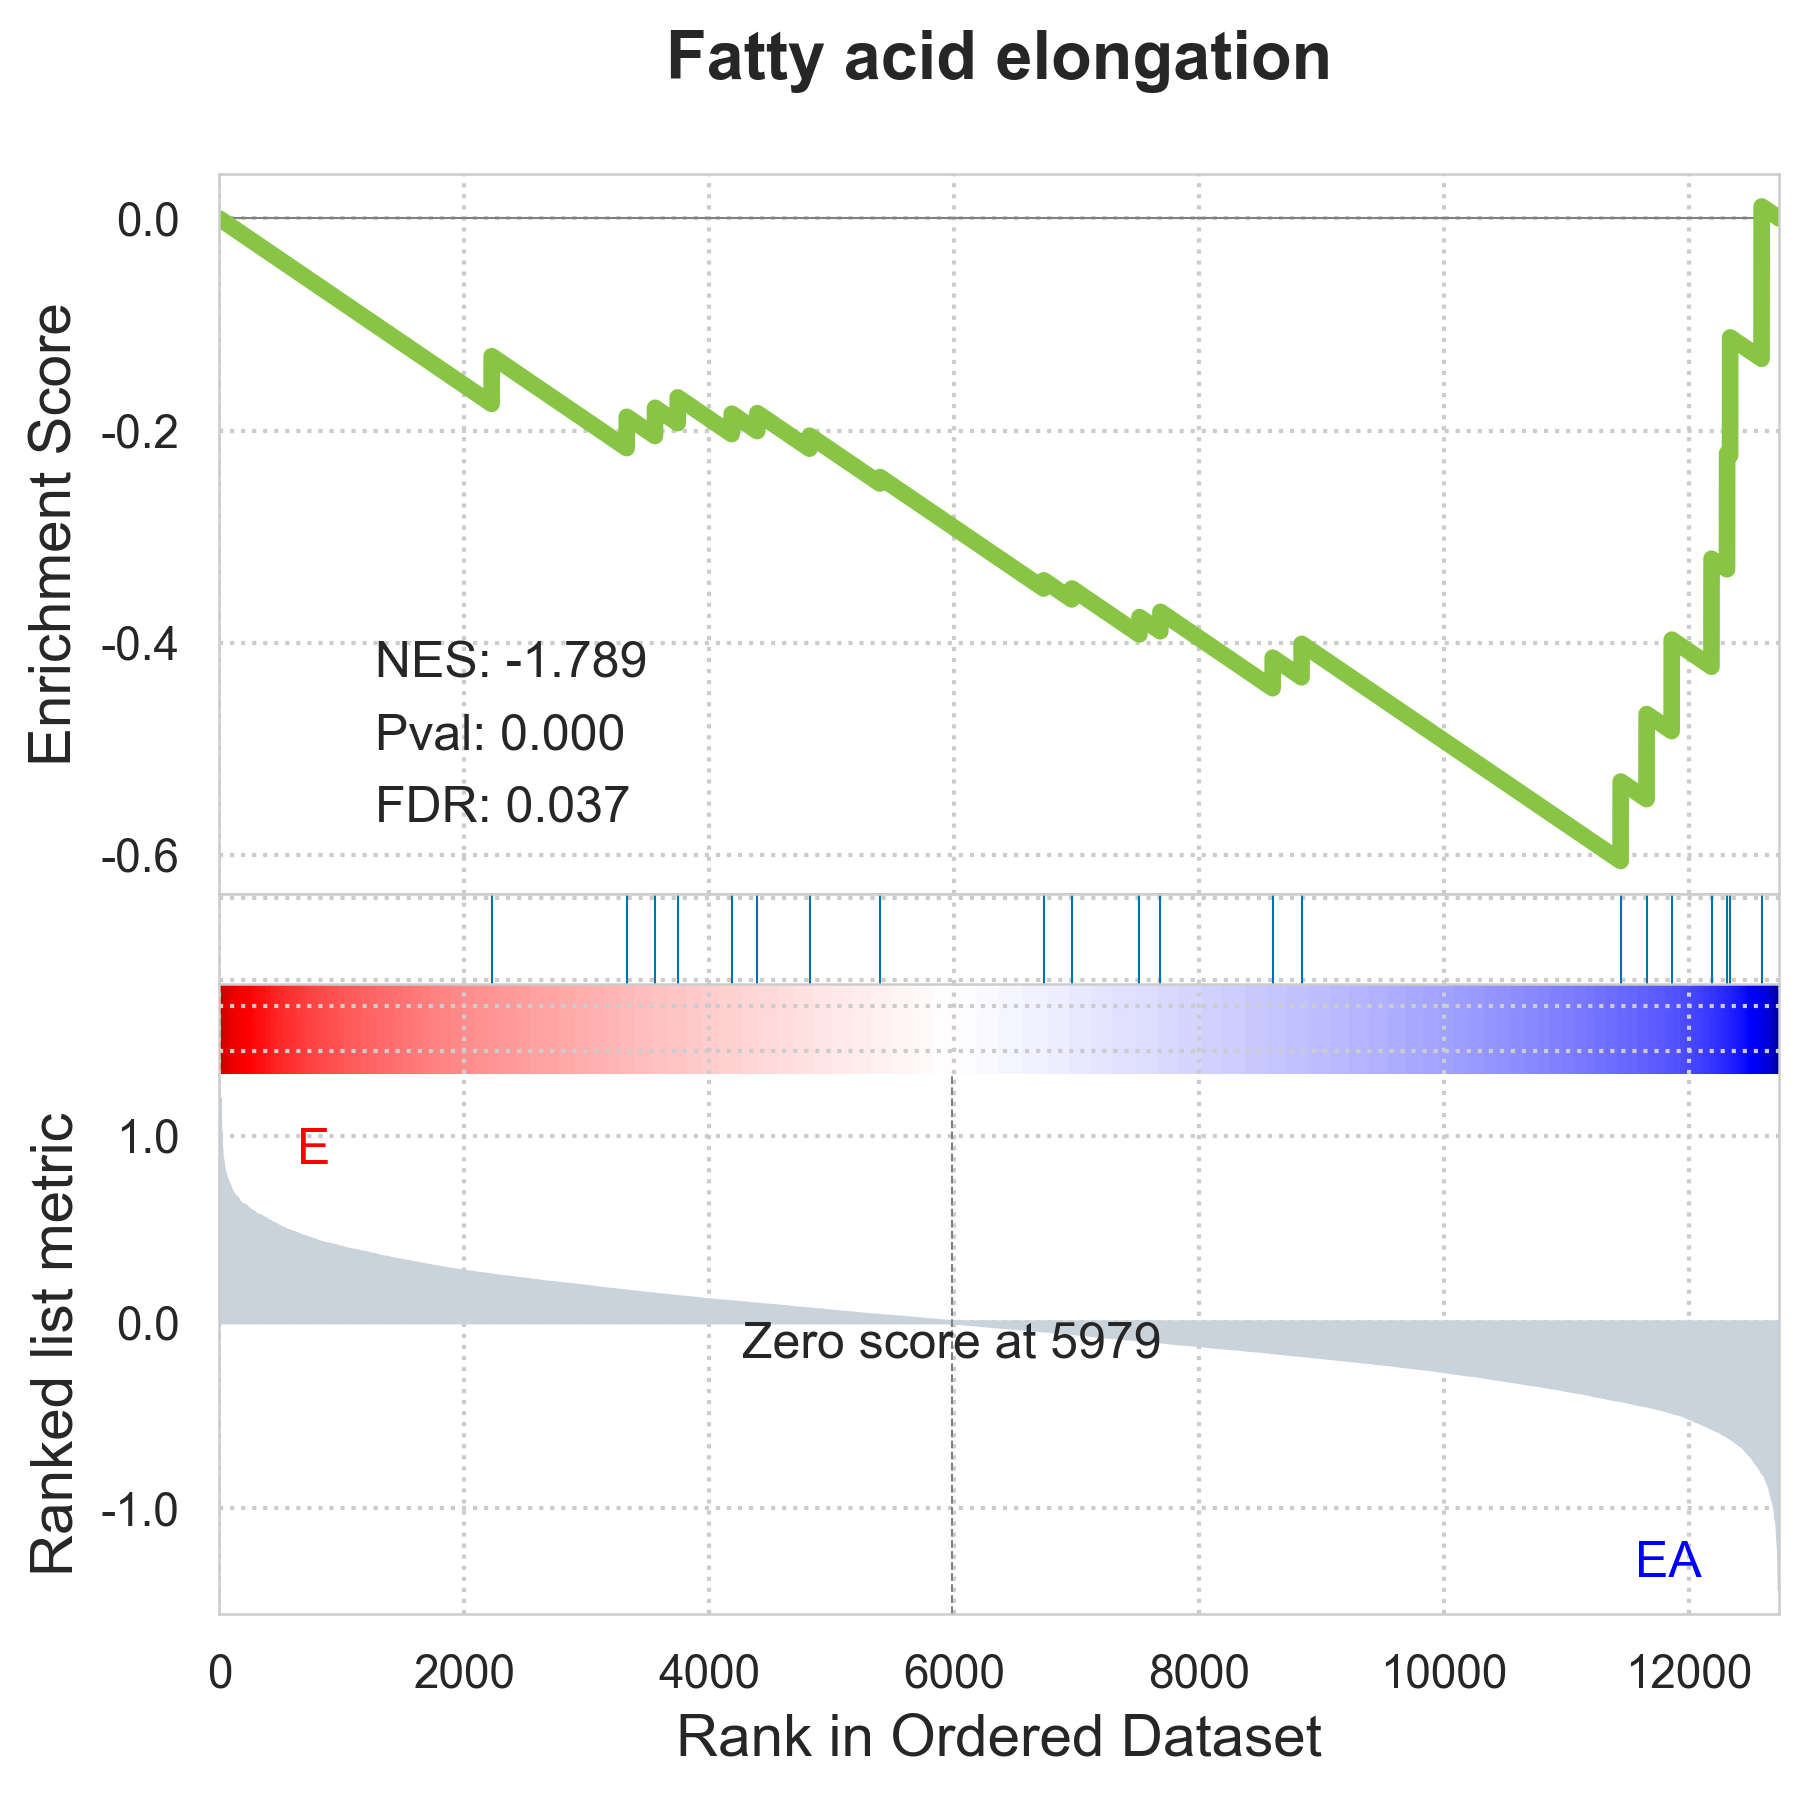 Fatty acid elongation
Enrichment Score
0.0
-0.2
-0.4
-0.6
NES: -1.789
Pval: 0.000
FDR: 0.037
Ranked list metric
1.0
0.0
-1.0
E
Zero score at 5979
EA
0 2000 4000 6000 8000 10000 12000
Rank in Ordered Dataset